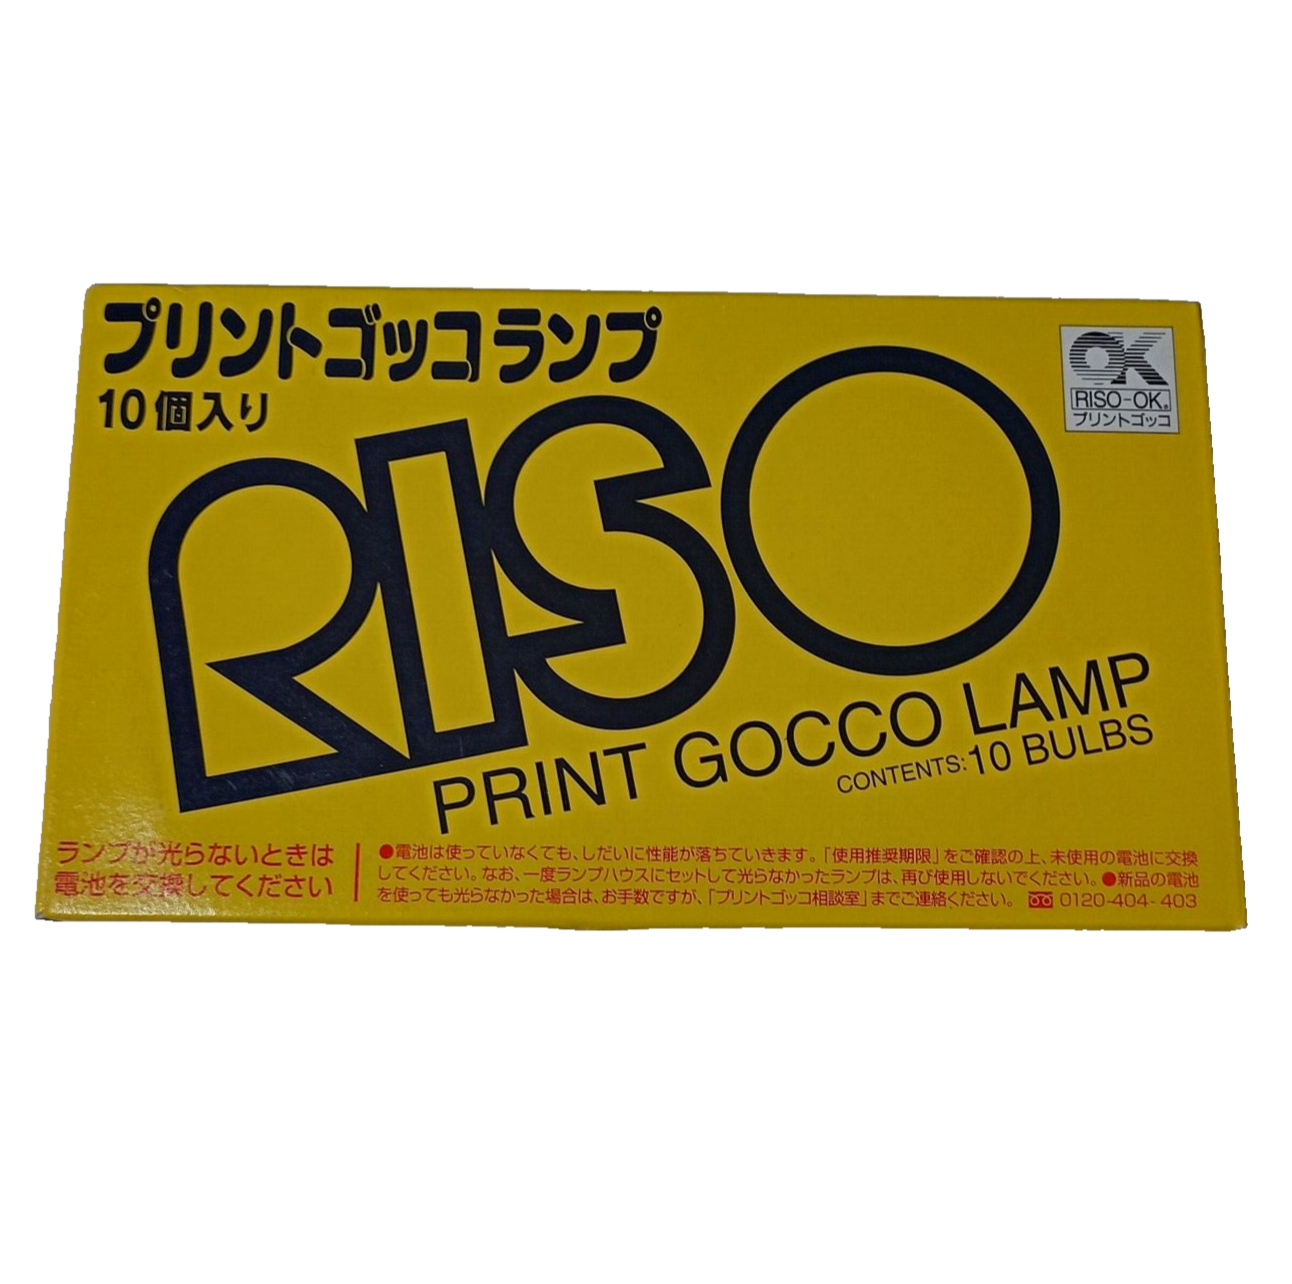 プリントゴッコランプ
10個入り
OK
RISO-OK®
プリントゴッコ
RISO
PRINT GOCCO LAMP
CONTENTS:10 BULBS
ランプが光らないときは
電池を交換してください
●電池は使っていなくても、しだいに性能が落ちていきます。「使用推奨期限」をご確認の上、未使用の電池に交換
してください。なお、一度ランプハウスにセットして光らなかったランプは、再び使用しないでください。●新品の電池
を使っても光らなかった場合は、お手数ですが、「プリントゴッコ相談室」までご連絡ください。 0120-404-403